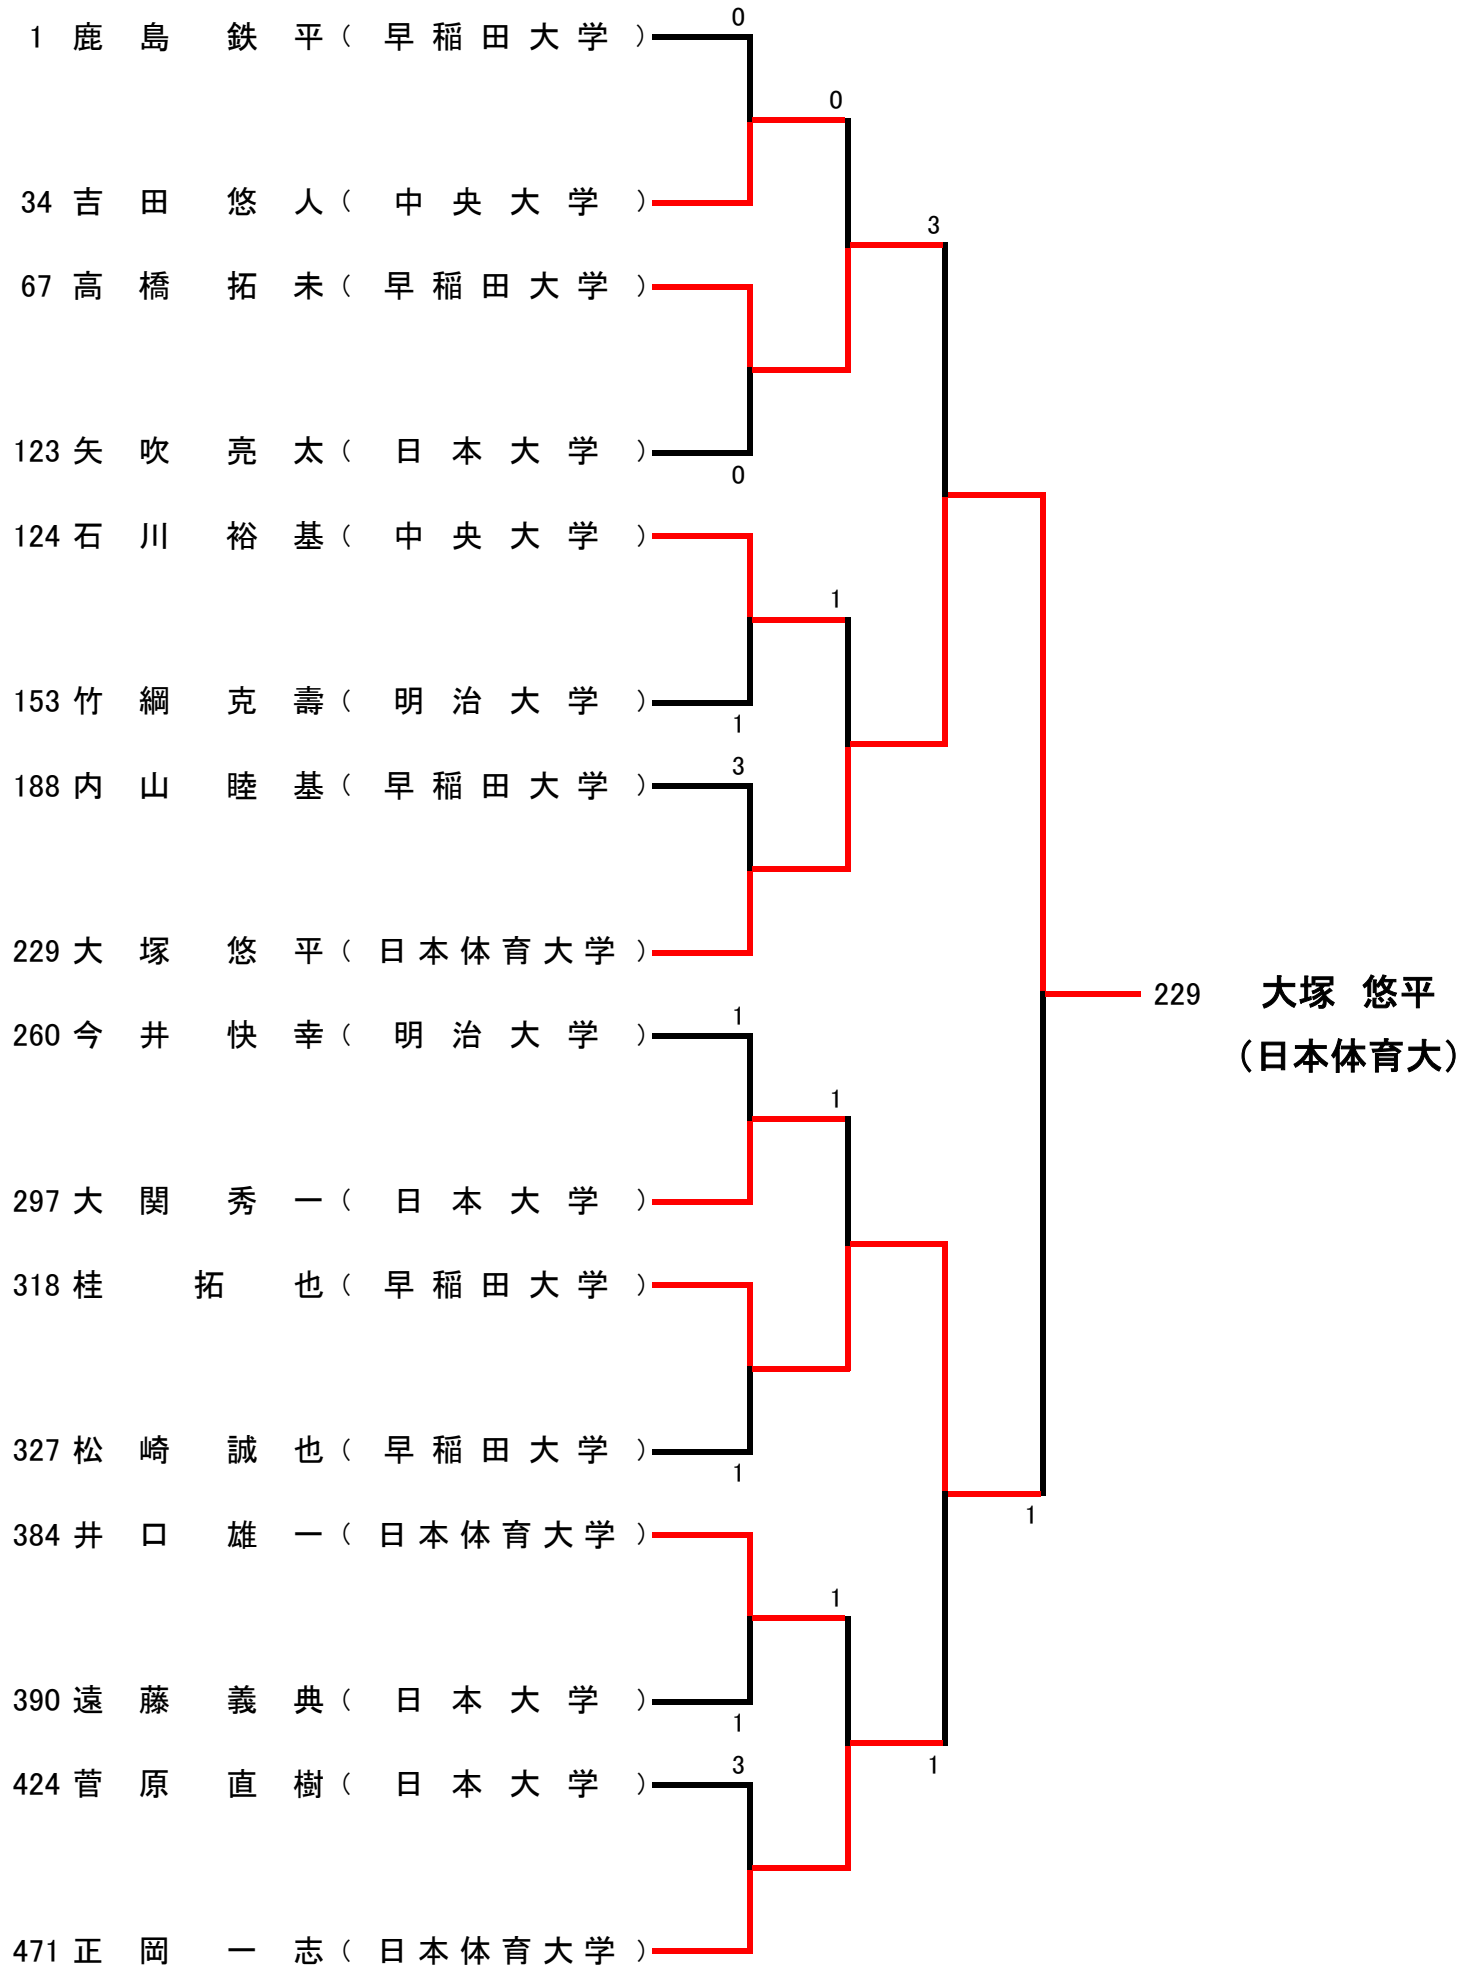 0
1 鹿島 鉄平（早稲田大学）
0
34 吉田 悠人（中央大学）
3
67 高橋 拓未（早稲田大学）
123 矢吹 亮太（日本大学）
0
124 石川 裕基（中央大学）
1
153 竹綱 克壽（明治大学）
1
3
188 内山 睦基（早稲田大学）
229 大塚 悠平（日本体育大学）
229 大塚 悠平
1
260 今井 快幸（明治大学）
（日本体育大）
1
297 大関 秀一（日本大学）
318 桂 拓也（早稲田大学）
327 松崎 誠也（早稲田大学）
1
1
384 井口 雄一（日本体育大学）
1
390 遠藤 義典（日本大学）
1
3
1
424 菅原 直樹（日本大学）
471 正岡 一志（日本体育大学）